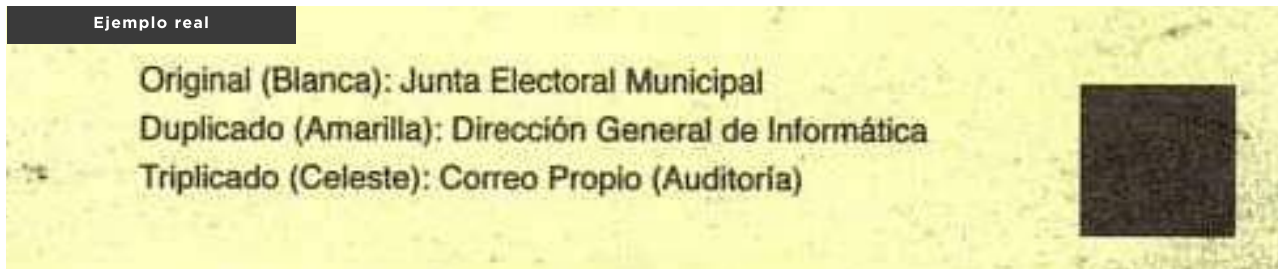 Ejemplo real
Original (Blanca): Junta Electoral Municipal
Duplicado (Amarilla): Dirección General de Informática
Triplicado (Celeste): Correo Propio (Auditoría)